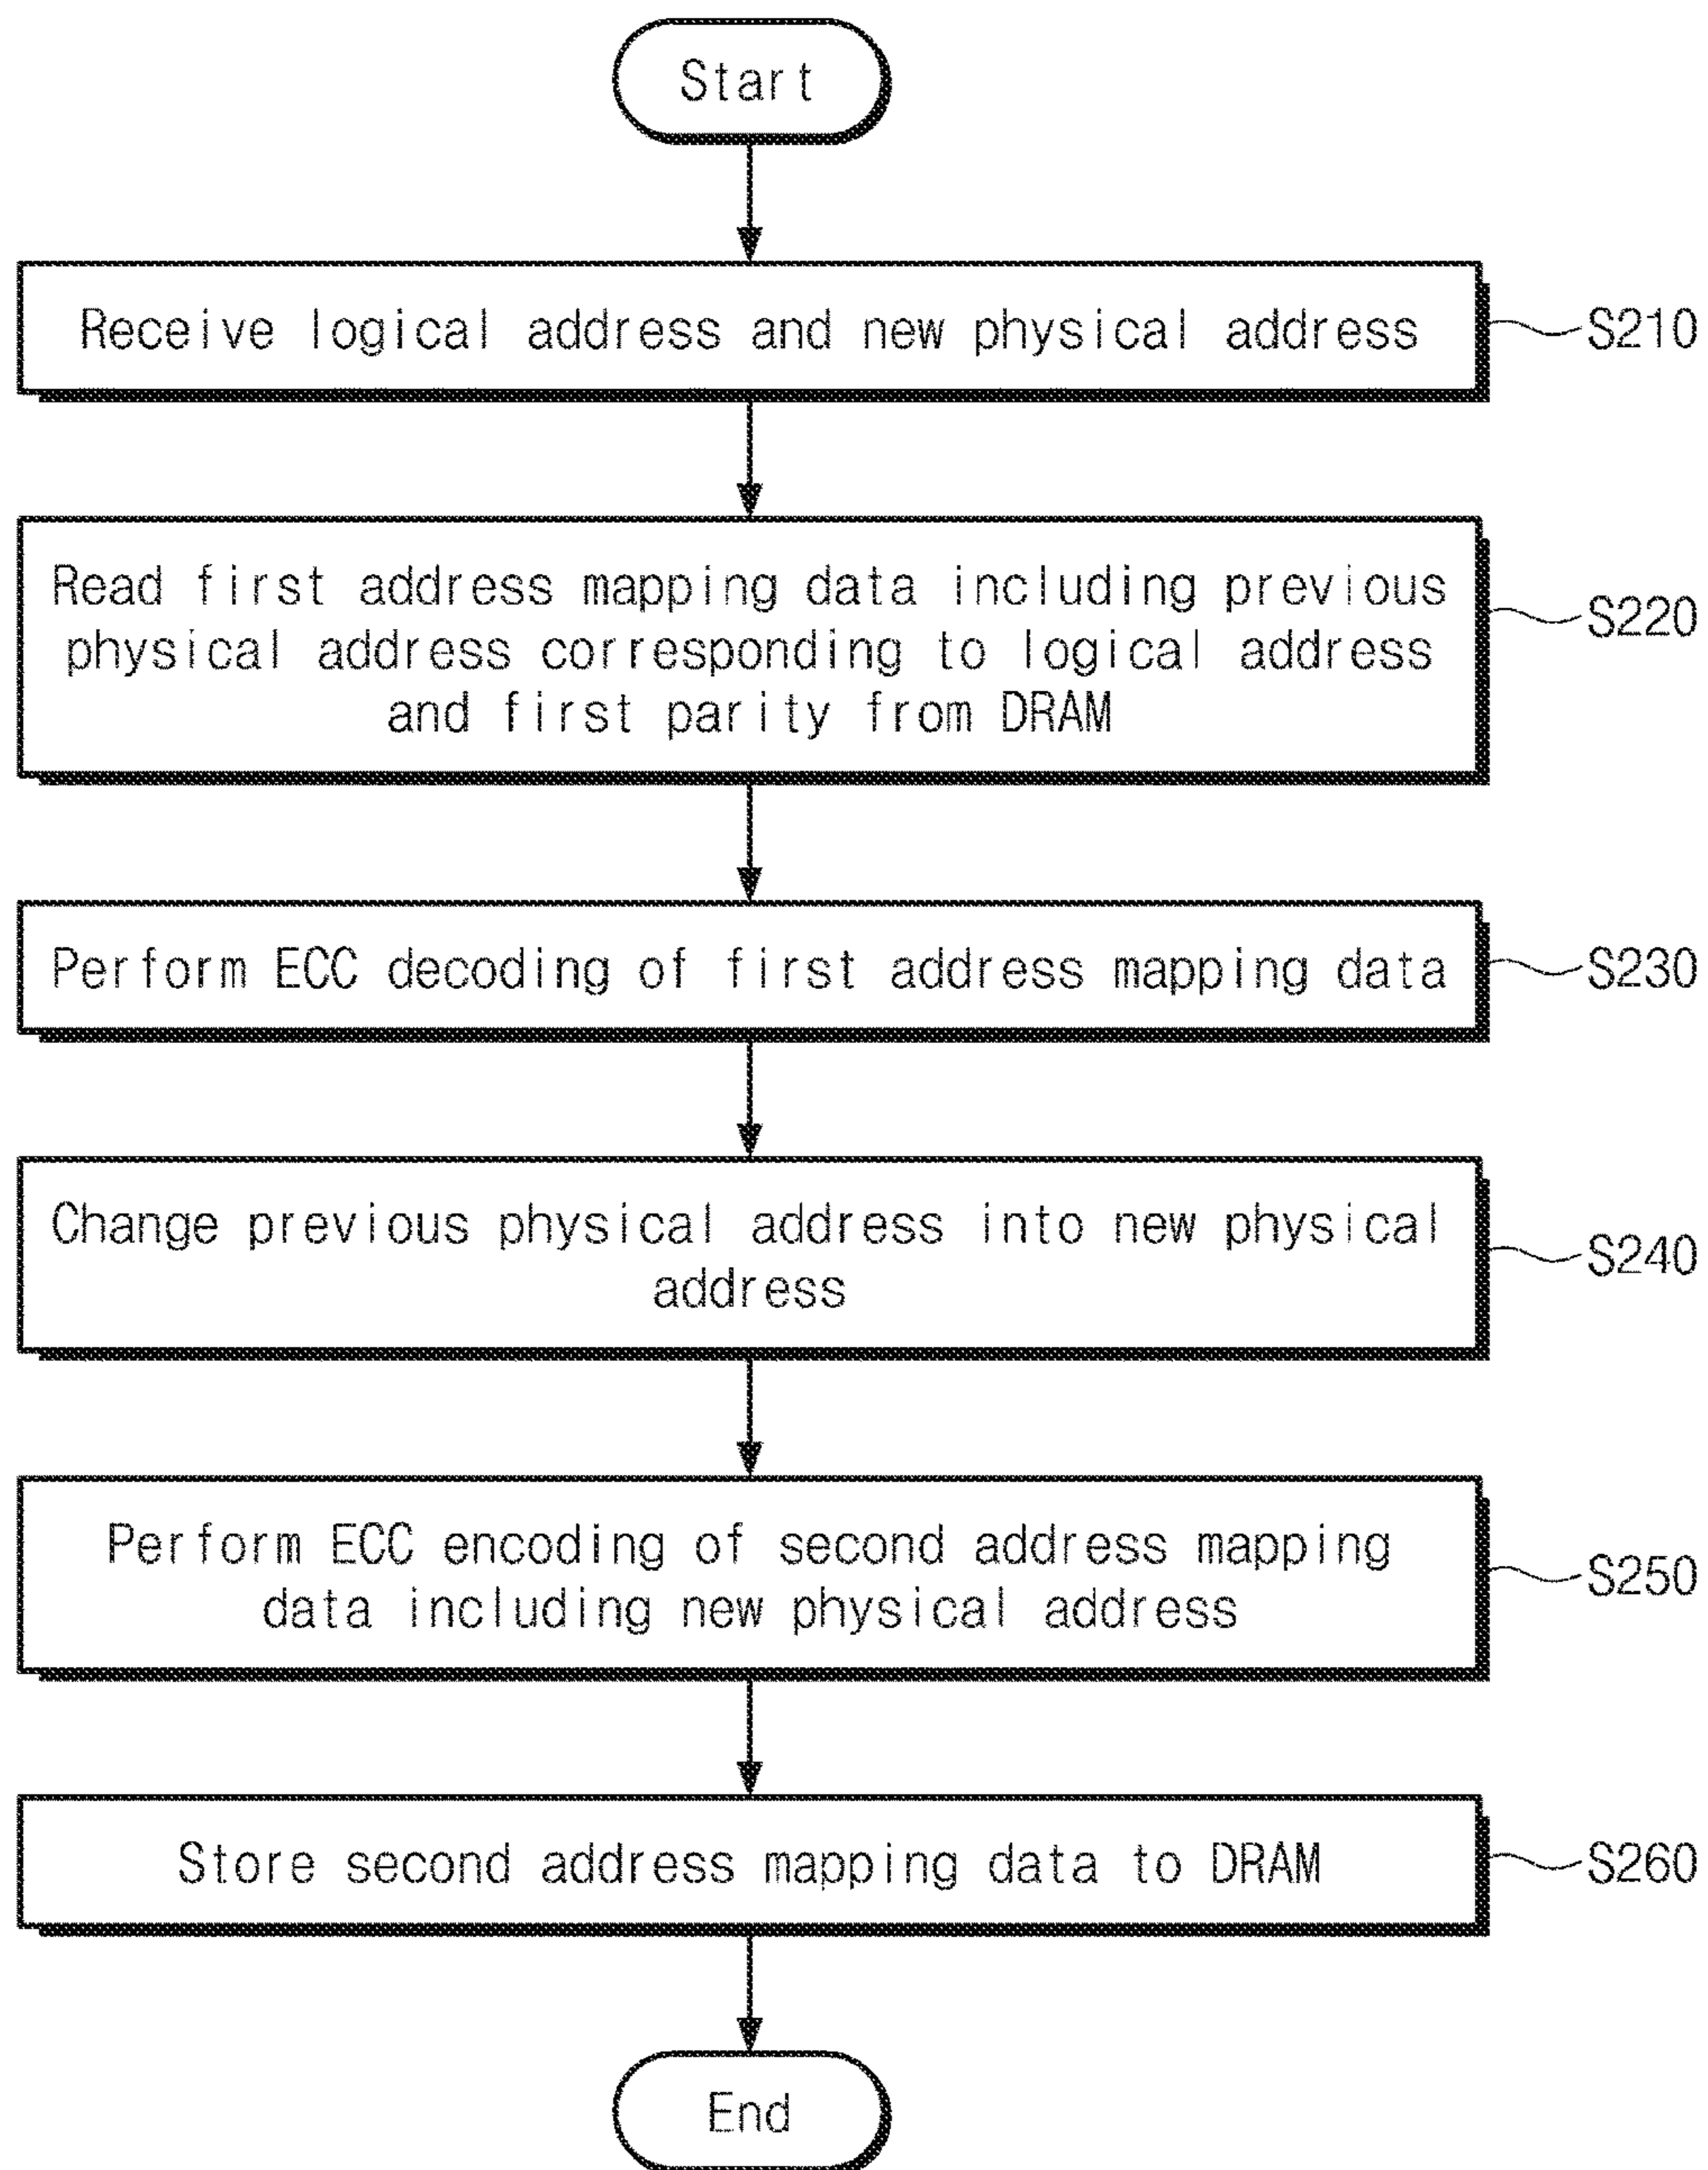 Start
Receive logical address and new physical address
S210
Read first address mapping data including previous
physical address corresponding to logical address
and first parity from DRAM
S220
Perform ECC decoding of first address mapping data
S230
Change previous physical address into new physical
address
S240
Perform ECC encoding of second address mapping
data including new physical address
S250
Store second address mapping data to DRAM
S260
End